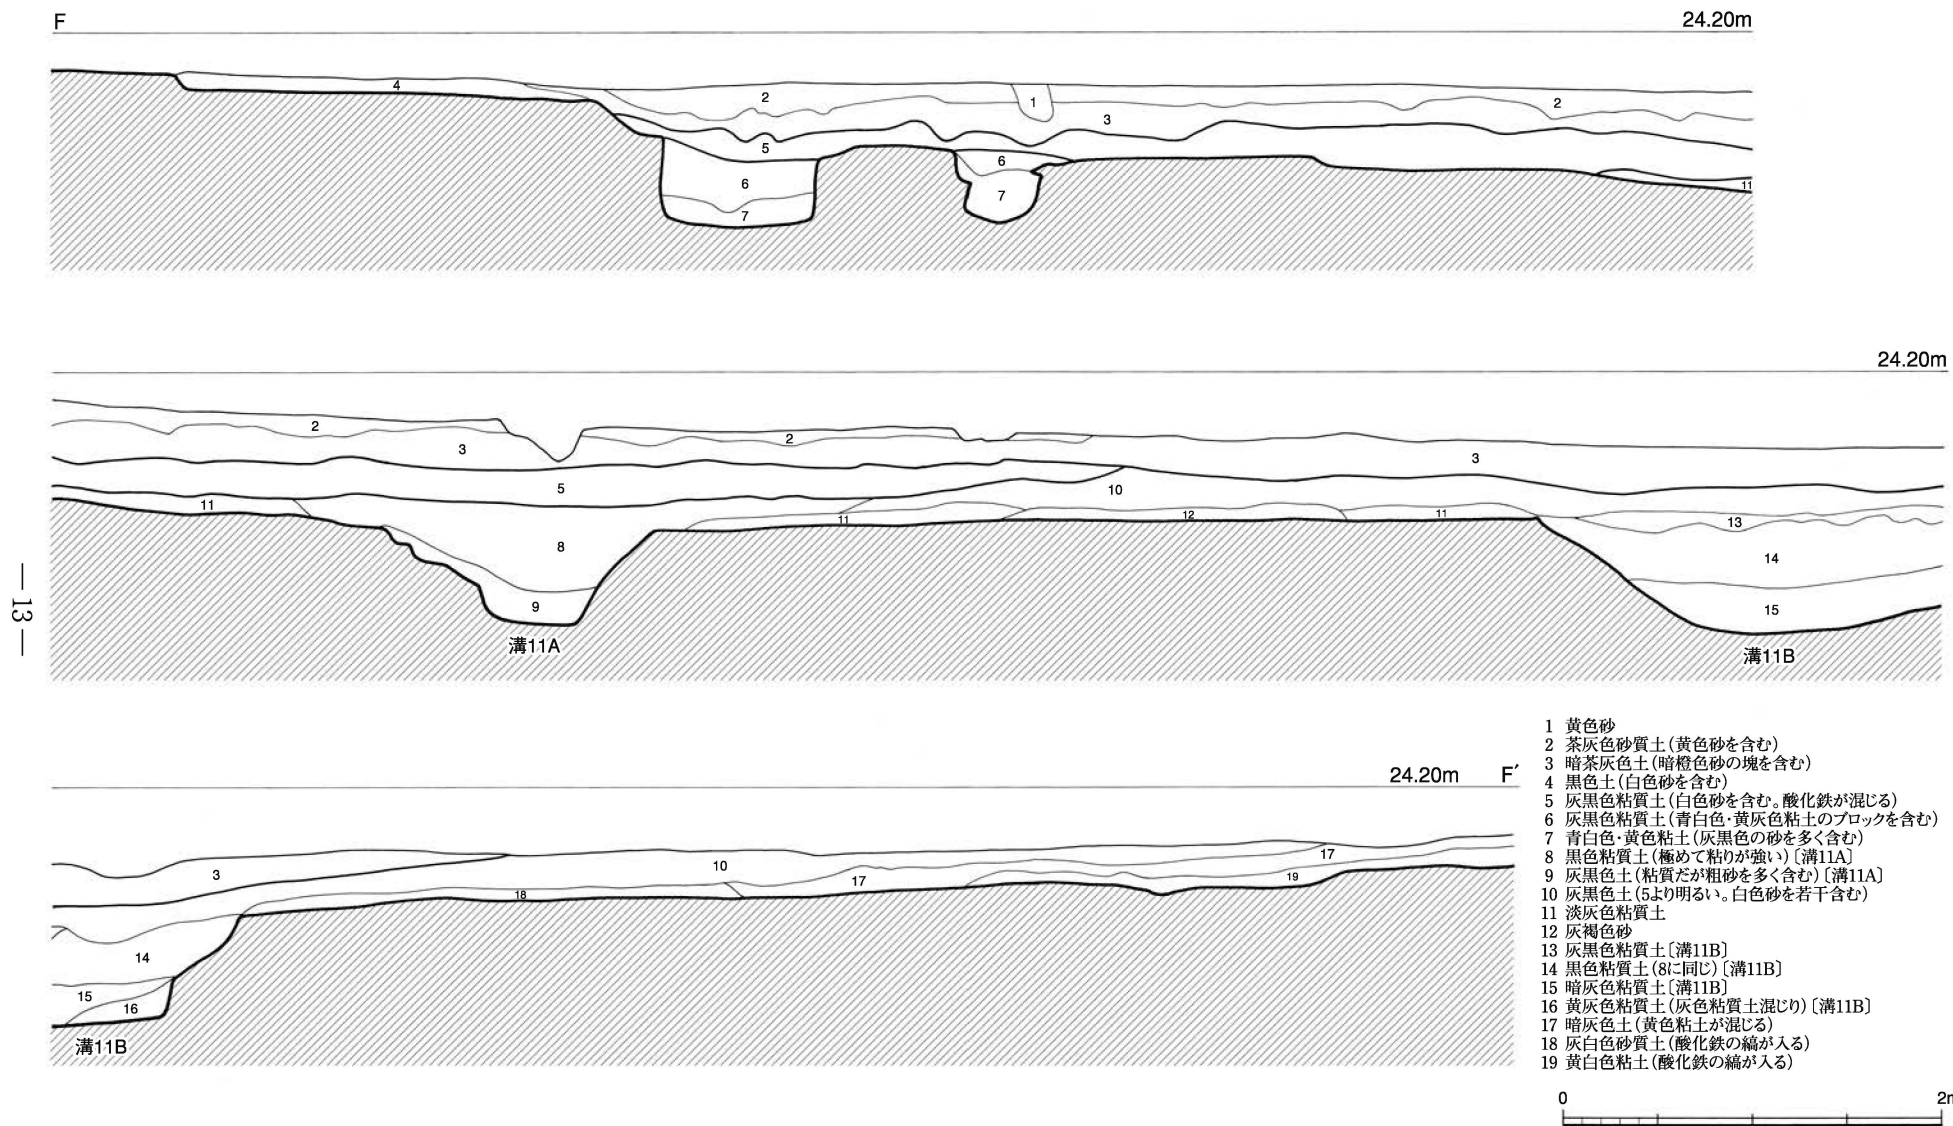 F
24.20m
4
2
1
2
3
5
6
6
7
7
11
24.20m
2
3
2
3
5
10
11
11
12
11
13
8
14
9
15
溝11A
溝11B
— 13 —
24.20m F′
3
10
17
17
18
19
14
15
16
溝11B
1 黄色砂
2 茶灰色砂質土（黄色砂を含む）
3 暗茶灰色土（暗橙色砂の塊を含む）
4 黒色土（白色砂を含む）
5 灰黒色粘質土（白色砂を含む。酸化鉄が混じる）
6 灰黒色粘質土（青白色・黄灰色粘土のブロックを含む）
7 青白色・黄色粘土（灰黒色の砂を多く含む）
8 黒色粘質土（極めて粘りが強い）〔溝11A〕
9 灰黒色土（粘質だが粗砂を多く含む）〔溝11A〕
10 灰黒色土（5より明るい。白色砂を若干含む）
11 淡灰色粘質土
12 灰褐色砂
13 灰黒色粘質土〔溝11B〕
14 黒色粘質土（8に同じ）〔溝11B〕
15 暗灰色粘質土〔溝11B〕
16 黄灰色粘質土（灰色粘質土混じり）〔溝11B〕
17 暗灰色土（黄色粘土が混じる）
18 灰白色砂質土（酸化鉄の縞が入る）
19 黄白色粘土（酸化鉄の縞が入る）
0 2m